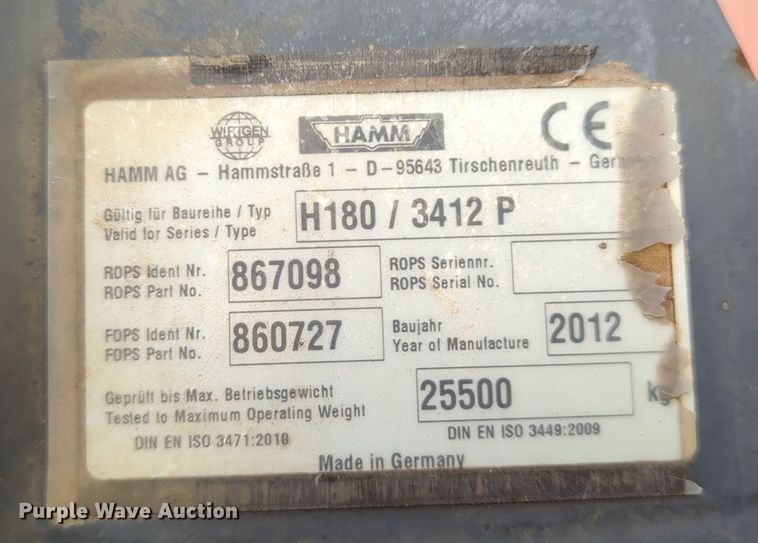 WIRTGEN
GROUP
HAMM
CE
HAMM AG – Hammstraße 1 – D–95643 Tirschenreuth –
Gültig für Baureihe / Typ
Valid for Series / Type
H180 / 3412 P
ROPS Ident Nr.
ROPS Part No.
867098
ROPS Seriennr.
ROPS Serial No.
FOPS Ident Nr.
FOPS Part No.
860727
Baujahr
Year of Manufacture
2012
Geprüft bis Max. Betriebsgewicht
Tested to Maximum Operating Weight
25500 kg
DIN EN ISO 3471:2010
DIN EN ISO 3449:2009
Made in Germany
Purple Wave Auction